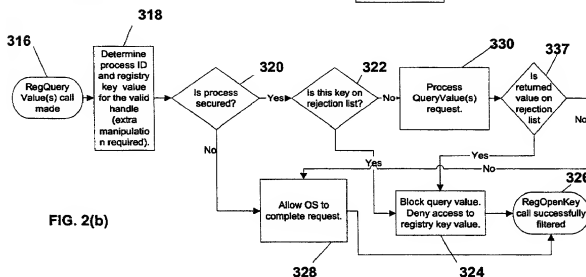 316
318
320
322
330
337
RegQuery
Value(s) call
made
Determine
process ID
and registry
key value
for the valid
handle
(extra
manipulatio
n required).
Is process
secured?
Yes
Is this key on
rejection list?
No
Process
QueryValue(s)
request.
Is
returned
value on
rejection
list
No
No
Yes
Yes
No
326
Allow OS to
complete request.
Block query value.
Deny access to
registry key value.
RegOpenKey
call successfully
filtered
FIG. 2(b)
328
324